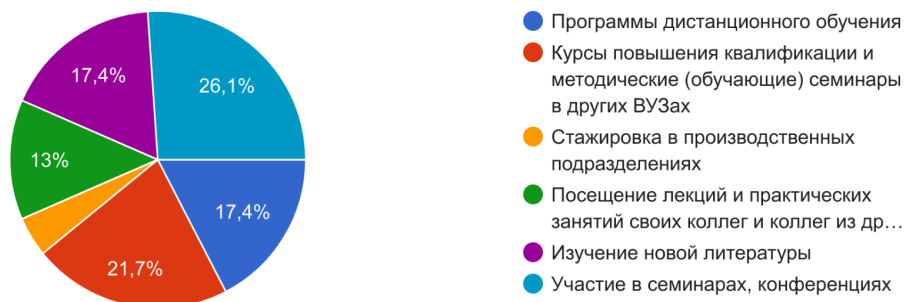 17,4%
26,1%
13%
17,4%
21,7%
Программы дистанционного обучения
Курсы повышения квалификации и
методические (обучающие) семинары
в других ВУЗах
Стажировка в производственных
подразделениях
Посещение лекций и практических
занятий своих коллег и коллег из др…
Изучение новой литературы
Участие в семинарах, конференциях